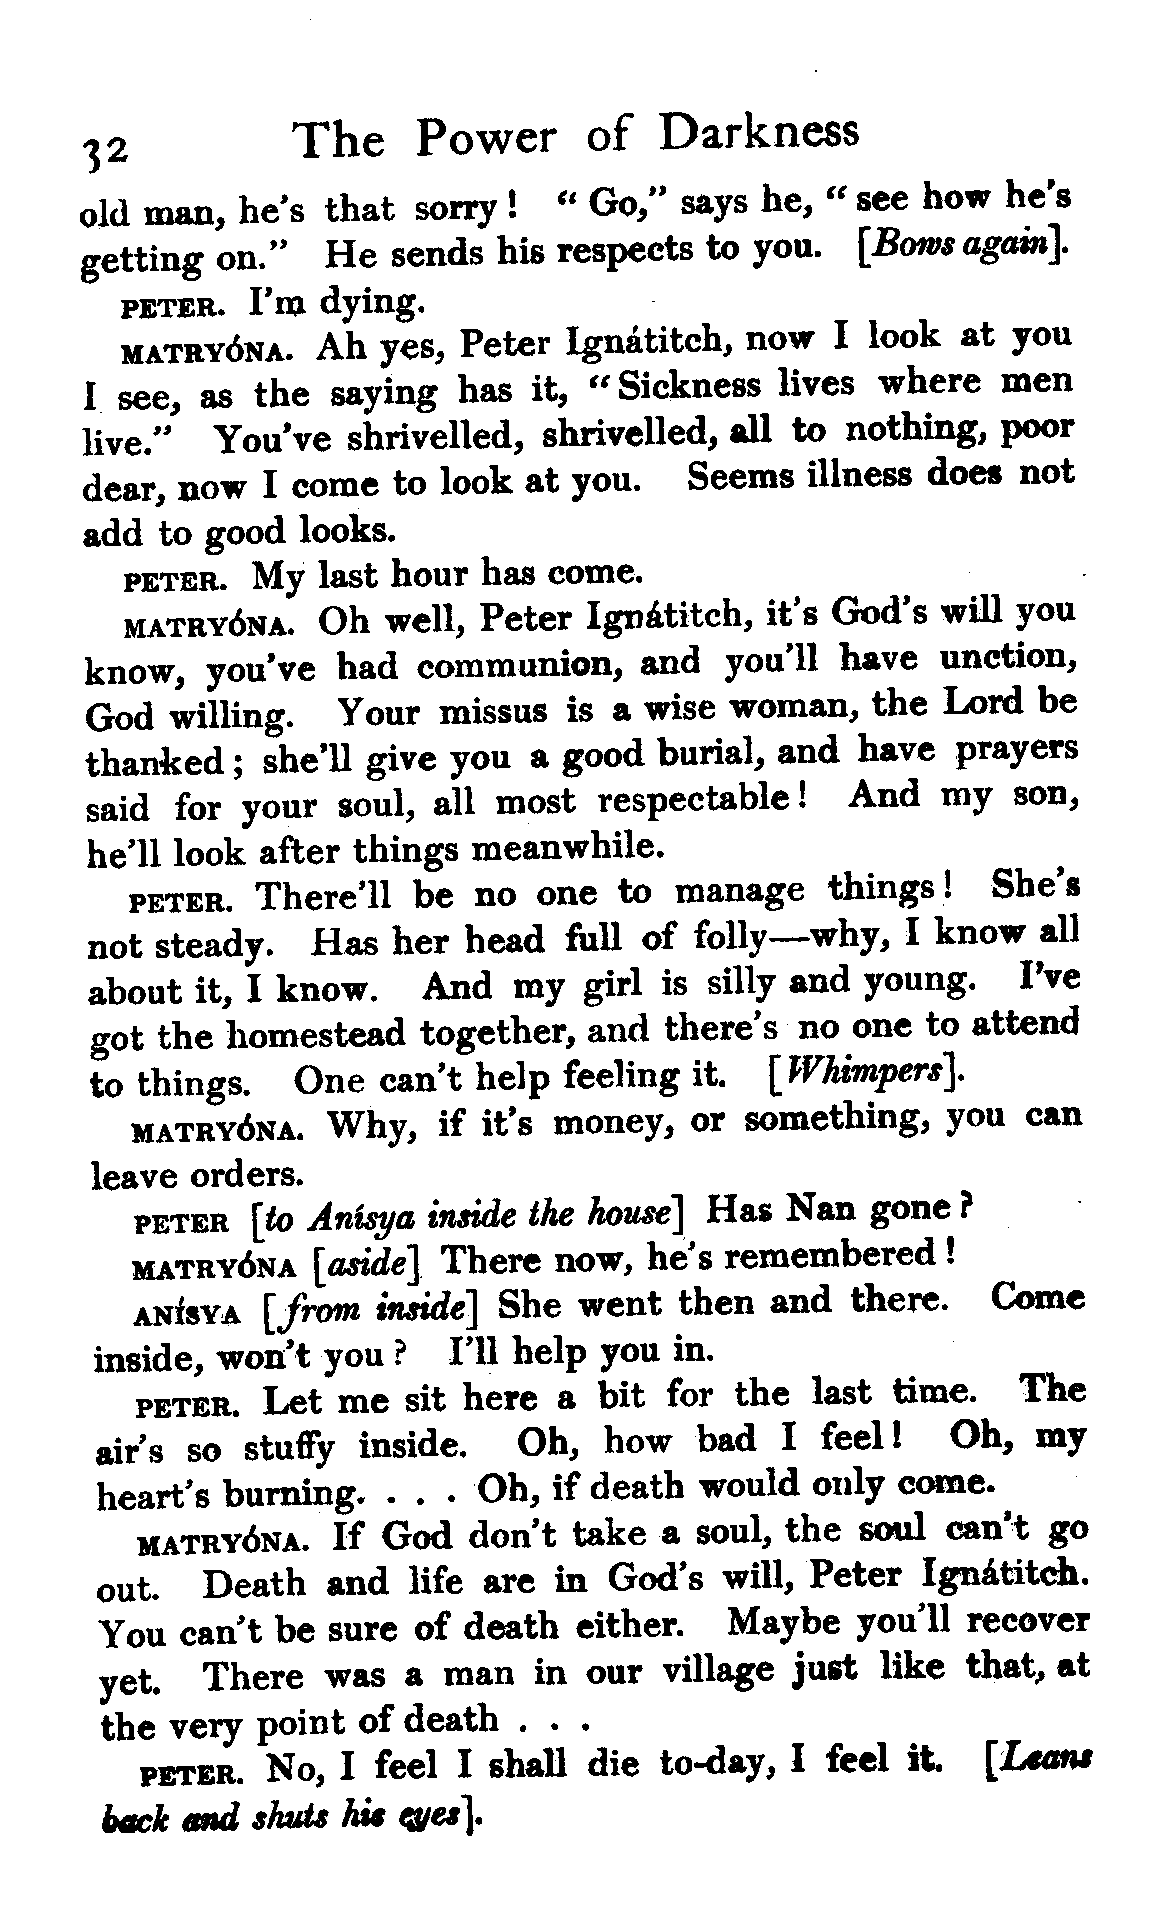 32 The Power of Darkness
old man, he's that sorry! "Go," says he, "see how he's
getting on." He sends his respects to you. [Bows again].
PETER. I'm dying.
MATRYÓNA. Ah yes, Peter Ignátitch, now I look at you
I see, as the saying has it, "Sickness lives where men
live." You've shrivelled, shrivelled, all to nothing, poor
dear, now I come to look at you. Seems illness does not
add to good looks.
PETER. My last hour has come.
MATRYÓNA. Oh well, Peter Ignátitch, it's God's will you
know, you've had communion, and you'll have unction,
God willing. Your missus is a wise woman, the Lord be
thanked; she'll give you a good burial, and have prayers
said for your soul, all most respectable! And my son,
he'll look after things meanwhile.
PETER. There'll be no one to manage things! She's
not steady. Has her head full of folly—why, I know all
about it, I know. And my girl is silly and young. I've
got the homestead together, and there's no one to attend
to things. One can't help feeling it. [Whimpers].
MATRYÓNA. Why, if it's money, or something, you can
leave orders.
PETER [to Anísya inside the house] Has Nan gone?
MATRYÓNA [aside] There now, he's remembered!
ANÍSYA [from inside] She went then and there. Come
inside, won't you? I'll help you in.
PETER. Let me sit here a bit for the last time. The
air's so stuffy inside. Oh, how bad I feel! Oh, my
heart's burning. . . . Oh, if death would only come.
MATRYÓNA. If God don't take a soul, the soul can't go
out. Death and life are in God's will, Peter Ignátitch.
You can't be sure of death either. Maybe you'll recover
yet. There was a man in our village just like that, at
the very point of death . . .
PETER. No, I feel I shall die to-day, I feel it. [Leans
back and shuts his eyes].